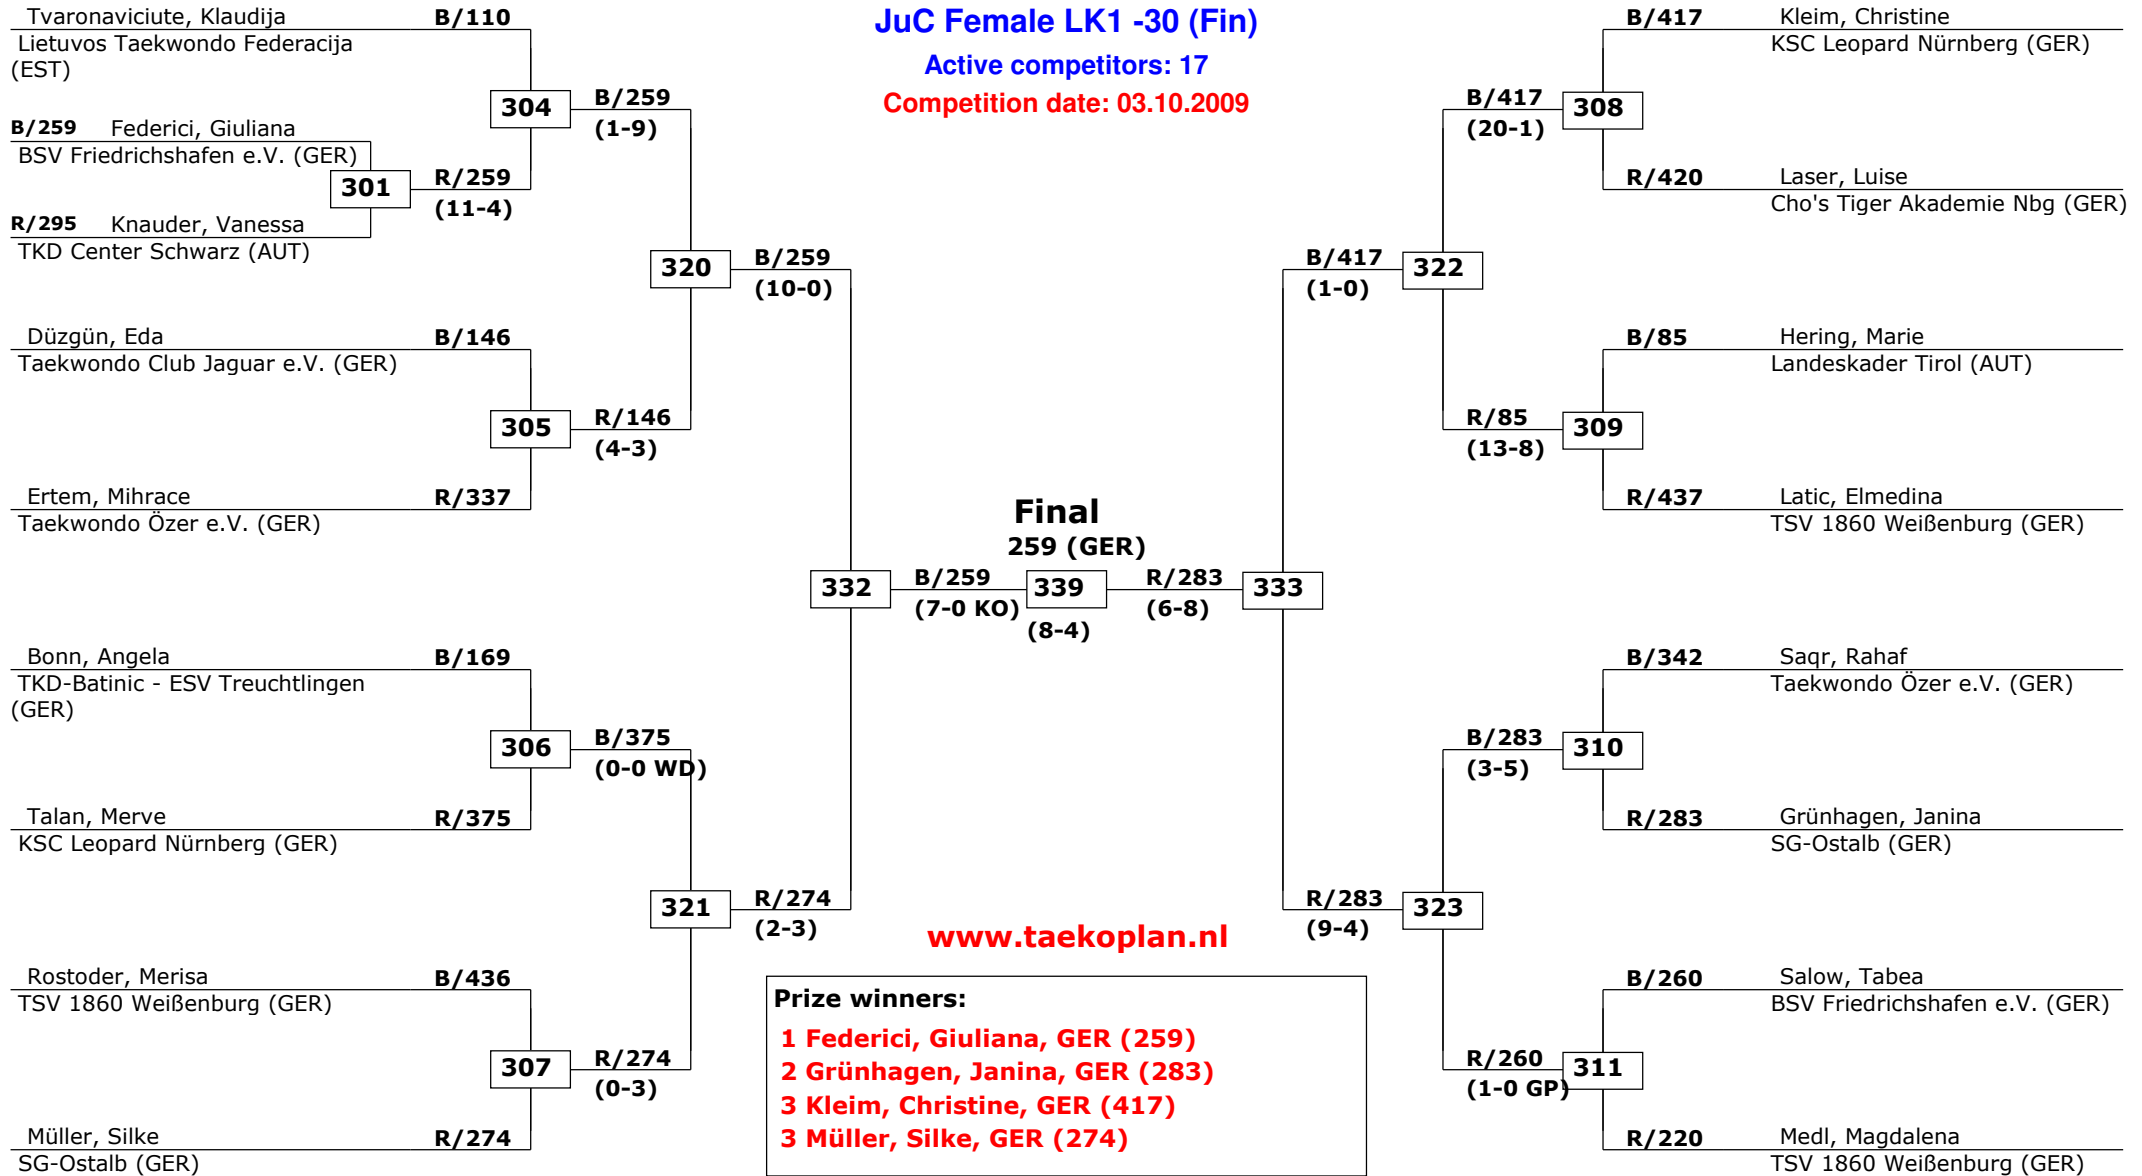 JuC Female LK1 -30 (Fin)
Active competitors: 17
Competition date: 03.10.2009
Tvaronaviciute, Klaudija B/110
Lietuvos Taekwondo Federacija
(EST)
304
B/259
(1-9)
B/259 Federici, Giuliana
BSV Friedrichshafen e.V. (GER)
301
R/259
(11-4)
R/295 Knauder, Vanessa
TKD Center Schwarz (AUT)
320
B/259
(10-0)
Düzgün, Eda B/146
Taekwondo Club Jaguar e.V. (GER)
305
R/146
(4-3)
Ertem, Mihrace R/337
Taekwondo Özer e.V. (GER)
332
B/259
(7-0 KO)
Bonn, Angela B/169
TKD-Batinic - ESV Treuchtlingen
(GER)
306
B/375
(0-0 WD)
Talan, Merve R/375
KSC Leopard Nürnberg (GER)
321
R/274
(2-3)
Rostoder, Merisa B/436
TSV 1860 Weißenburg (GER)
307
R/274
(0-3)
Müller, Silke R/274
SG-Ostalb (GER)
Final
259 (GER)
339
(8-4)
R/283
(6-8)
333
B/417 Kleim, Christine
KSC Leopard Nürnberg (GER)
B/417
(20-1)
308
R/420 Laser, Luise
Cho's Tiger Akademie Nbg (GER)
B/417
(1-0)
322
B/85 Hering, Marie
Landeskader Tirol (AUT)
R/85
(13-8)
309
R/437 Latic, Elmedina
TSV 1860 Weißenburg (GER)
B/342 Saqr, Rahaf
Taekwondo Özer e.V. (GER)
B/283
(3-5)
310
R/283 Grünhagen, Janina
SG-Ostalb (GER)
R/283
(9-4)
323
B/260 Salow, Tabea
BSV Friedrichshafen e.V. (GER)
R/260
(1-0 GP)
311
R/220 Medl, Magdalena
TSV 1860 Weißenburg (GER)
www.taekoplan.nl
Prize winners:
1 Federici, Giuliana, GER (259)
2 Grünhagen, Janina, GER (283)
3 Kleim, Christine, GER (417)
3 Müller, Silke, GER (274)